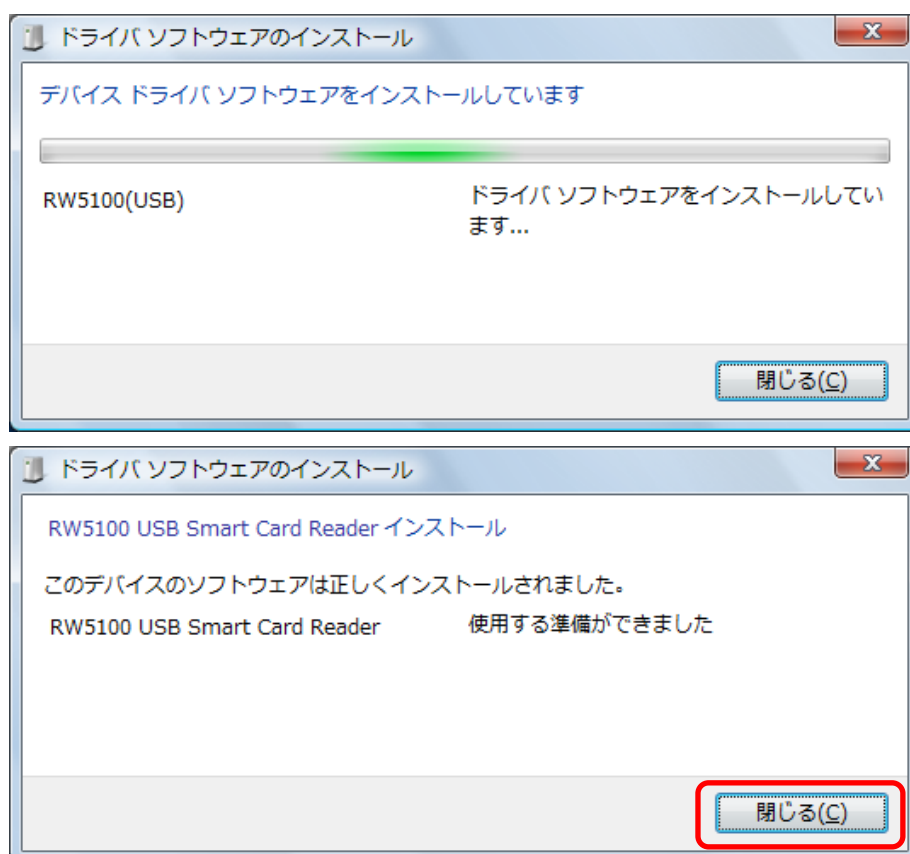 ドライバ ソフトウェアのインストール
デバイス ドライバ ソフトウェアをインストールしています
RW5100(USB)
ドライバ ソフトウェアをインストールしてい
ます...
閉じる(C)
ドライバ ソフトウェアのインストール
RW5100 USB Smart Card Reader インストール
このデバイスのソフトウェアは正しくインストールされました。
RW5100 USB Smart Card Reader 使用する準備ができました
閉じる(C)